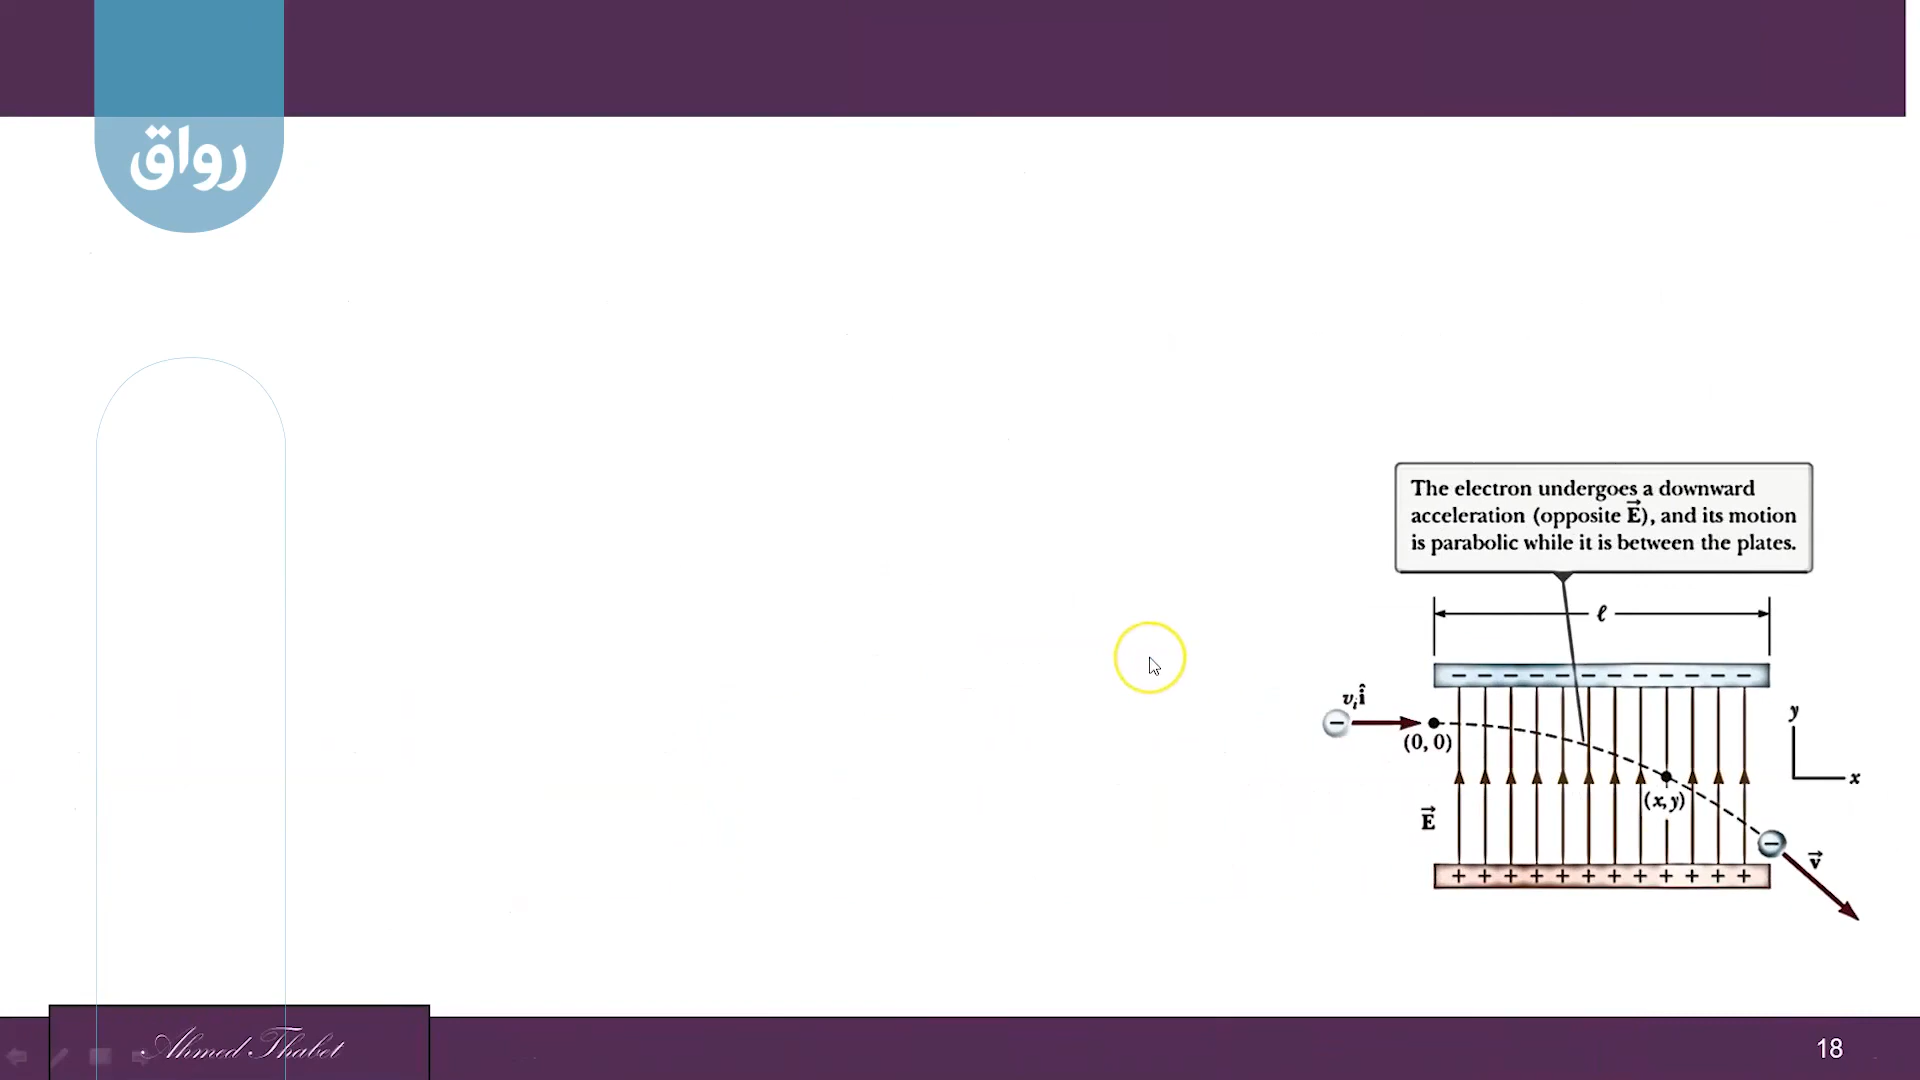 رواق
The electron undergoes a downward
acceleration (opposite E⃗), and its motion
is parabolic while it is between the plates.
ℓ
− − − − − − − − − − − −
vᵢî
−
(0, 0)
y
x
(x, y)
E⃗
−
v⃗
+ + + + + + + + + + + +
Ahmed Thabet
18